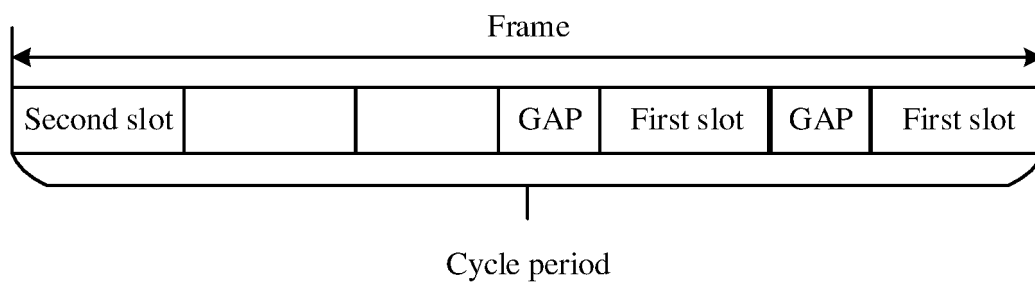 Frame
Second slot GAP First slot GAP First slot
Cycle period